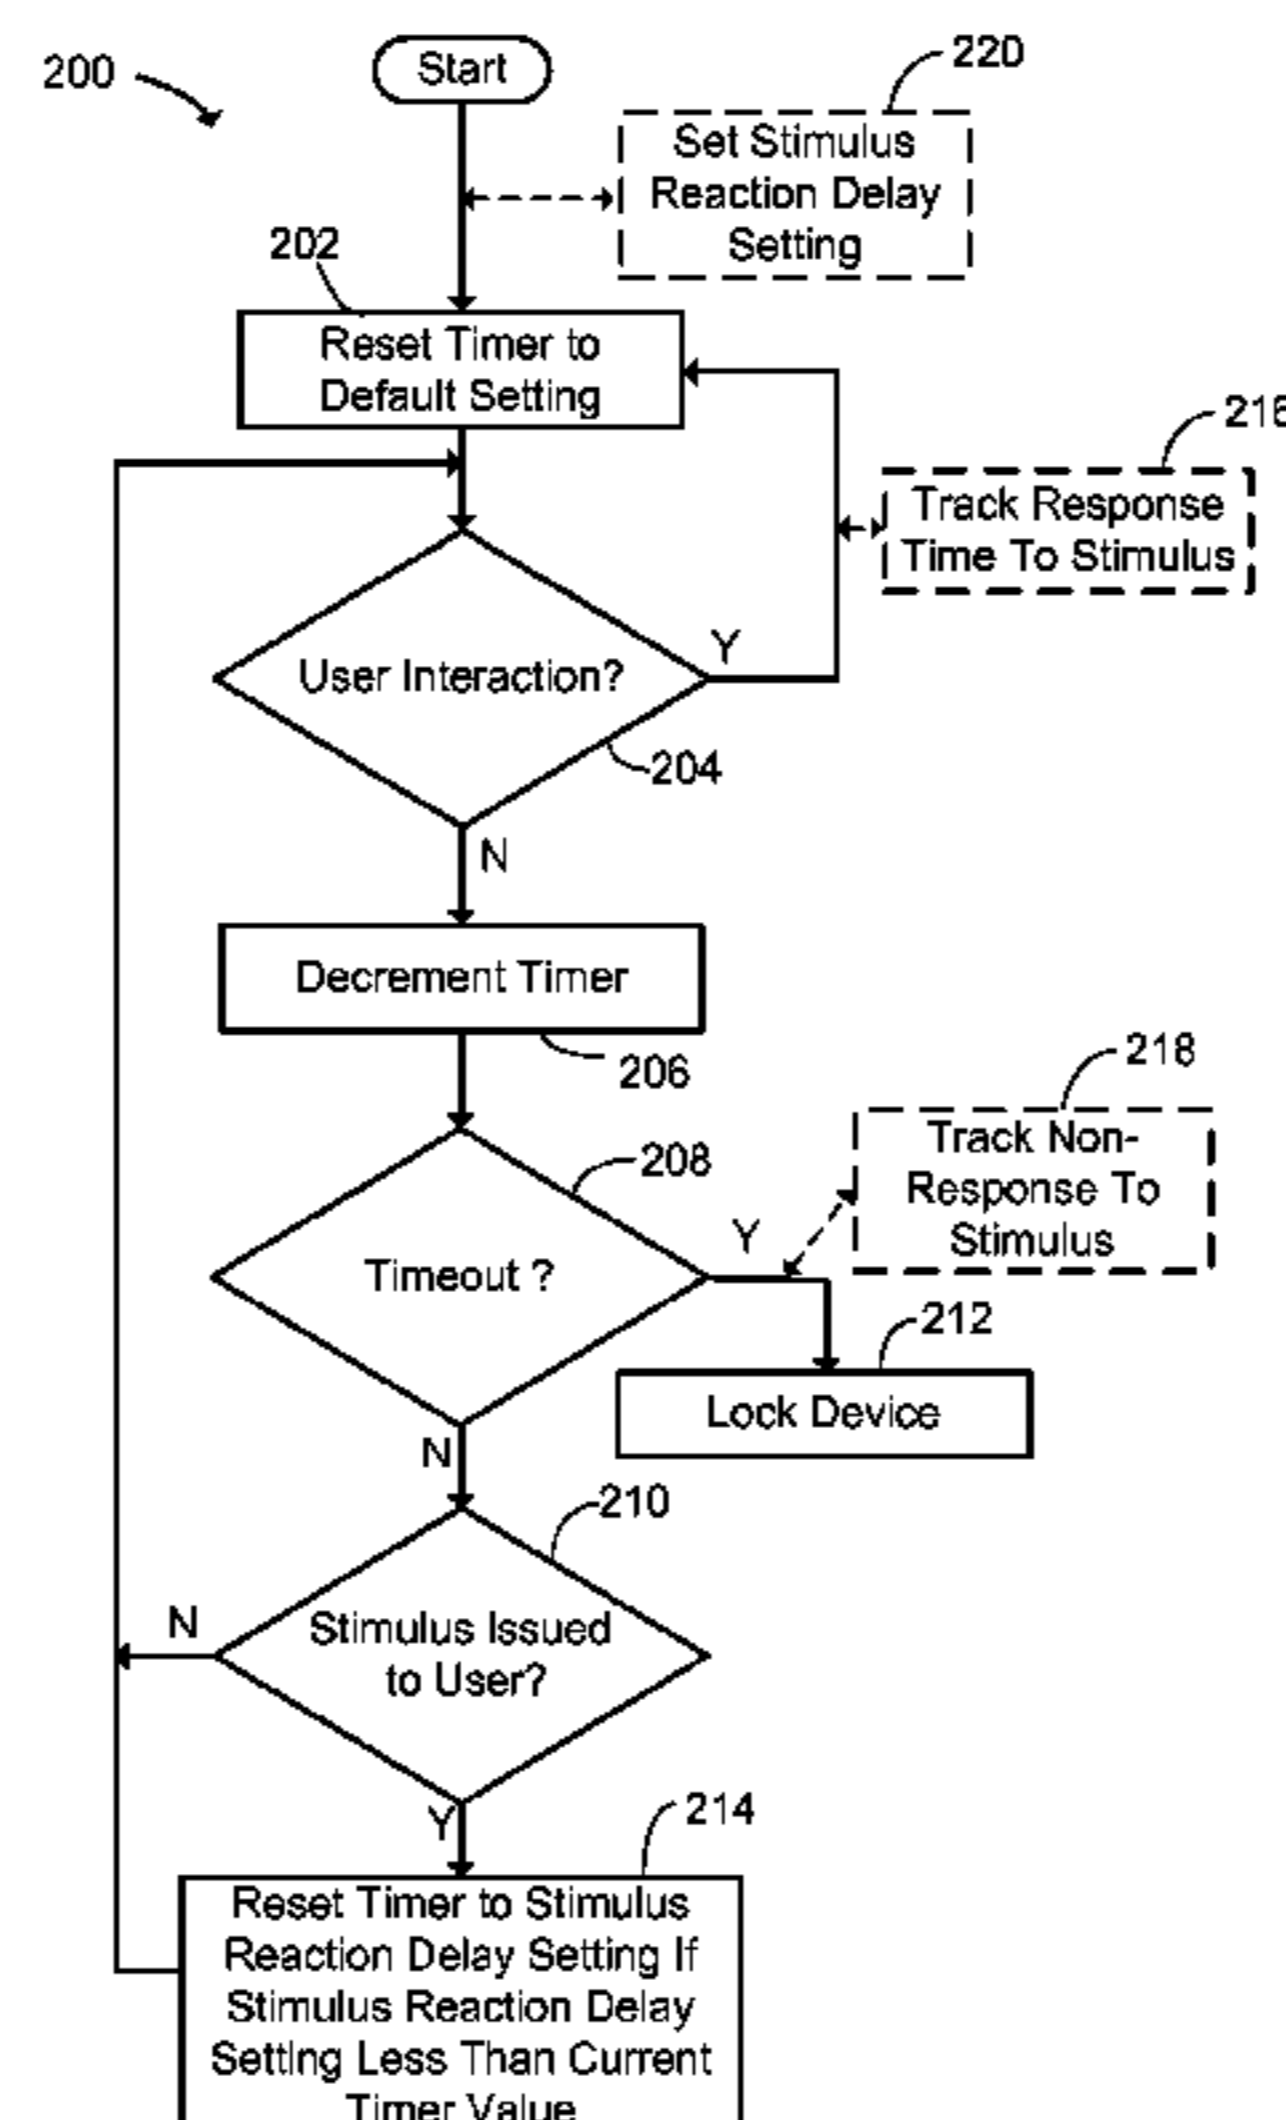 200
Start
220
Set Stimulus
Reaction Delay
Setting
202
Reset Timer to
Default Setting
216
Track Response
Time To Stimulus
User Interaction?
Y
204
N
Decrement Timer
206
218
Track Non-
Response To
Stimulus
208
Timeout ?
Y
212
Lock Device
N
210
Stimulus Issued
to User?
N
Y
214
Reset Timer to Stimulus
Reaction Delay Setting If
Stimulus Reaction Delay
Setting Less Than Current
Timer Value